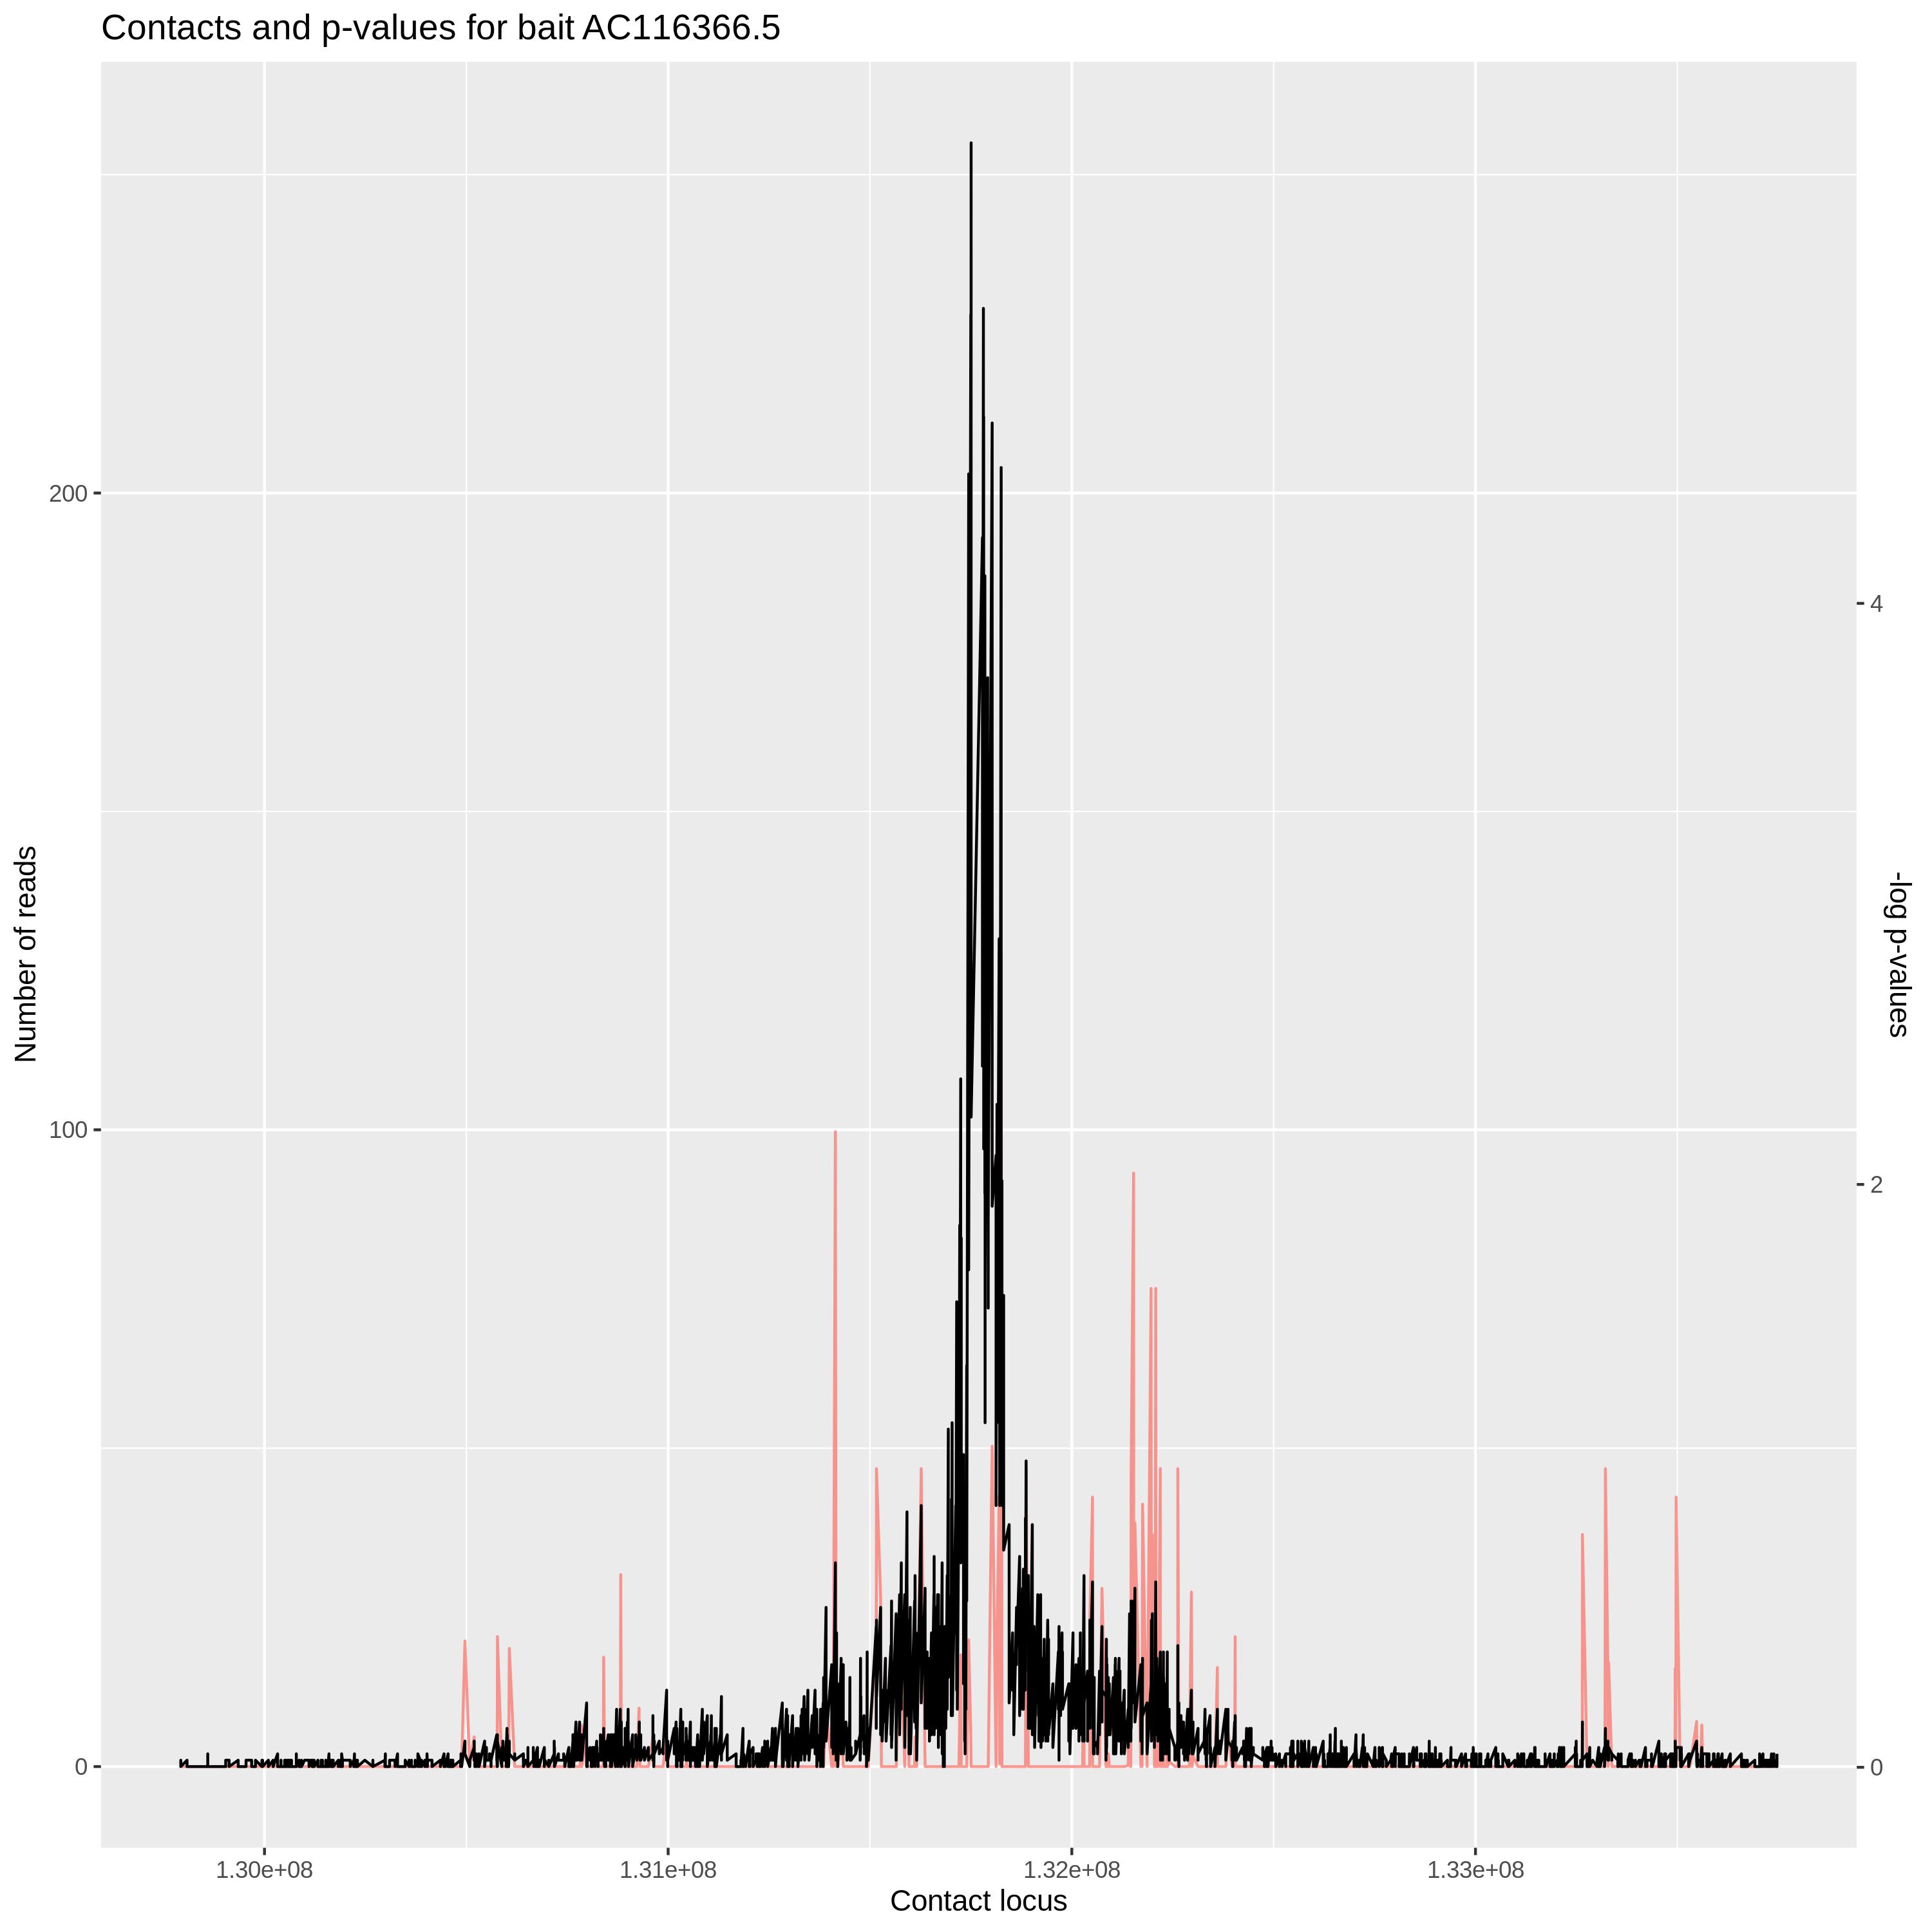 Contacts and p-values for bait AC116366.5
200
100
0
Number of reads
4
2
0
-log p-values
1.30e+08
1.31e+08
1.32e+08
1.33e+08
Contact locus